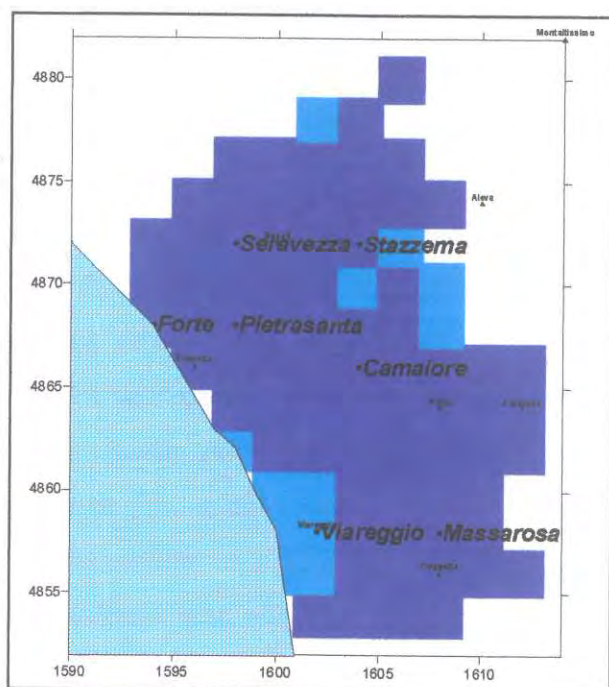 Montaltissimo
4880
4875
4870
4865
4860
4855
•Seravezza •Stazzema
•Forte •Pietrasanta
•Camaiore
•Viareggio •Massarosa
1590 1595 1600 1605 1610